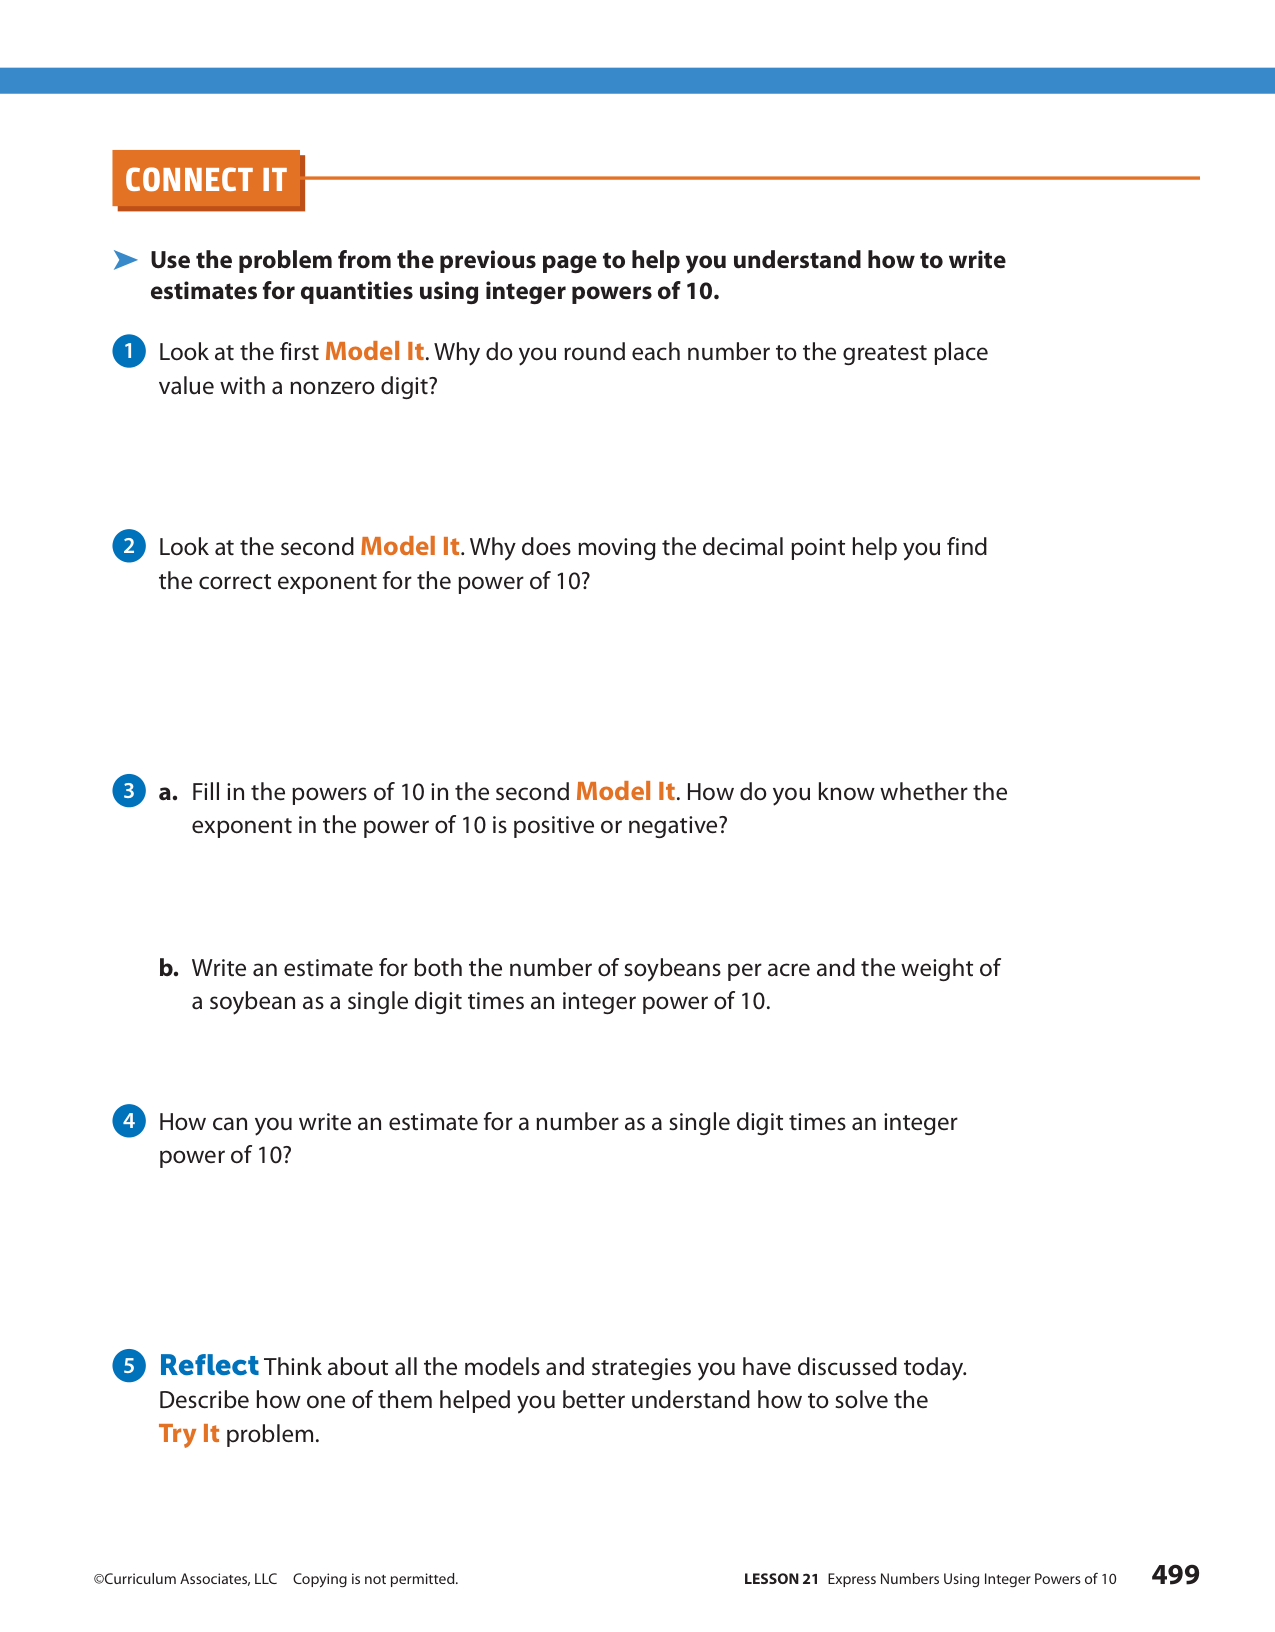 CONNECT IT
➤ Use the problem from the previous page to help you understand how to write
estimates for quantities using integer powers of 10.
1 Look at the first Model It. Why do you round each number to the greatest place
value with a nonzero digit?
2 Look at the second Model It. Why does moving the decimal point help you find
the correct exponent for the power of 10?
3 a. Fill in the powers of 10 in the second Model It. How do you know whether the
exponent in the power of 10 is positive or negative?
b. Write an estimate for both the number of soybeans per acre and the weight of
a soybean as a single digit times an integer power of 10.
4 How can you write an estimate for a number as a single digit times an integer
power of 10?
5 Reflect Think about all the models and strategies you have discussed today.
Describe how one of them helped you better understand how to solve the
Try It problem.
©Curriculum Associates, LLC Copying is not permitted. LESSON 21 Express Numbers Using Integer Powers of 10 499